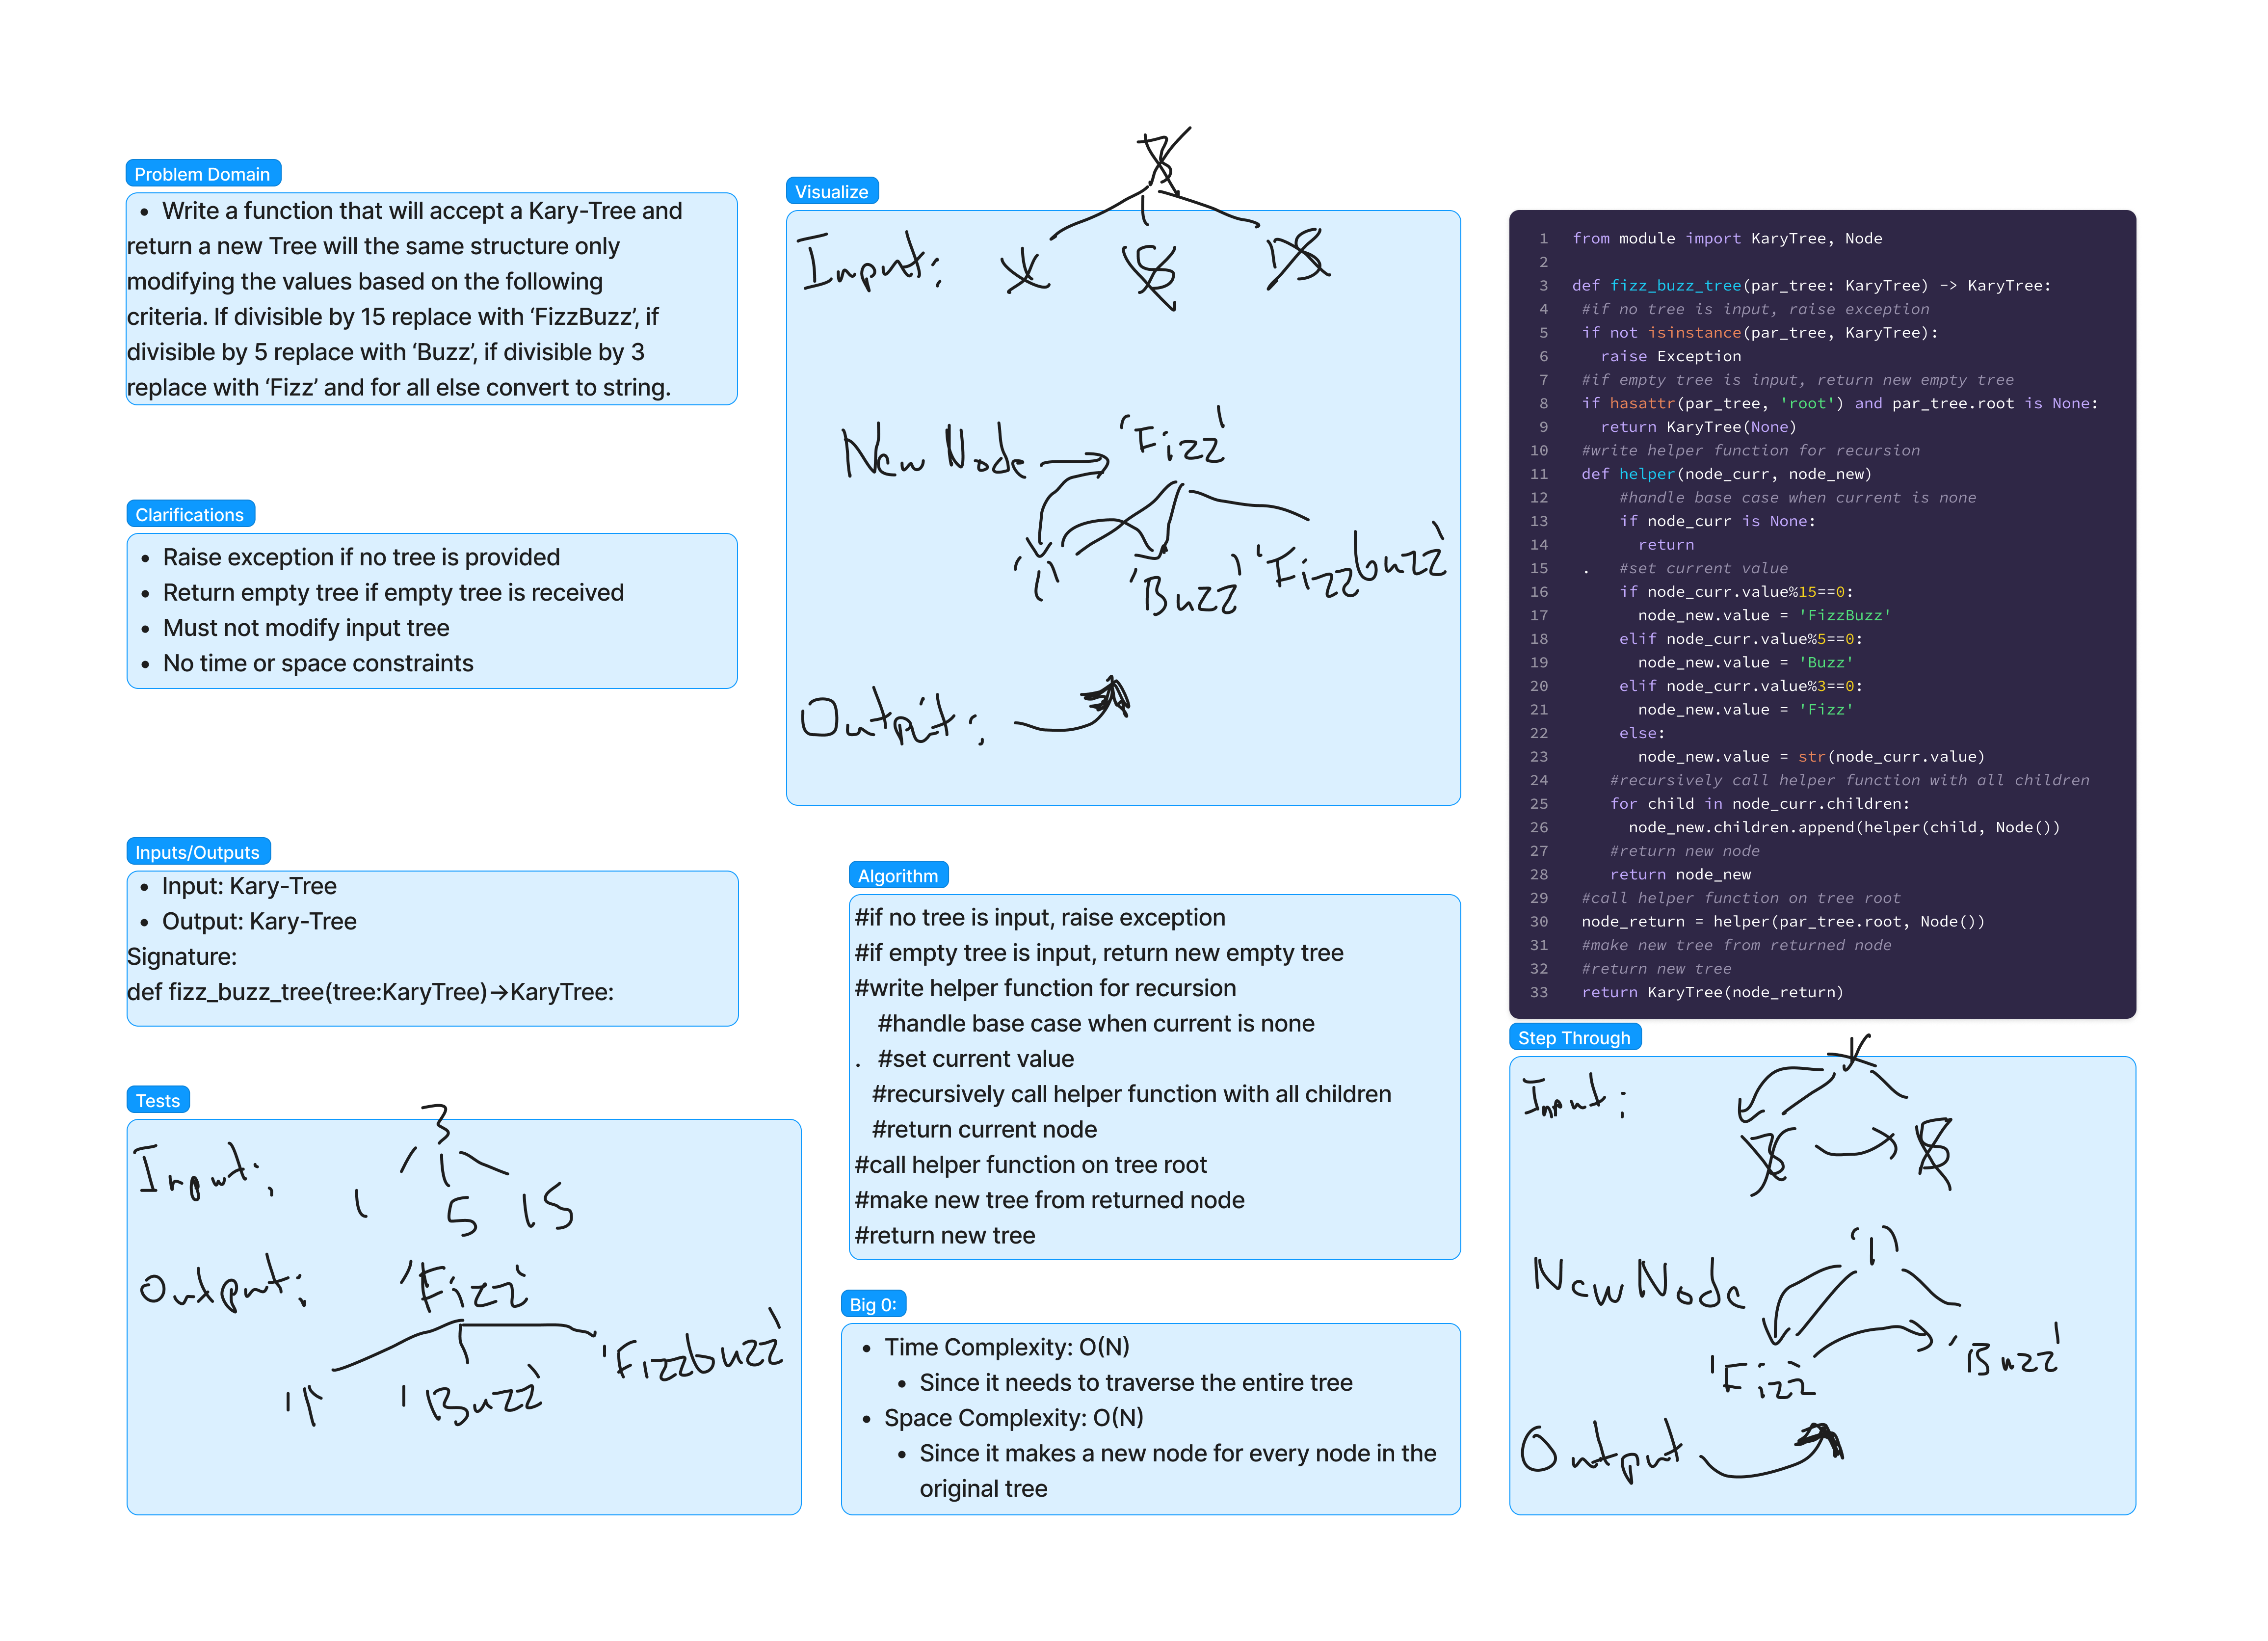 Problem Domain
• Write a function that will accept a Kary-Tree and
return a new Tree will the same structure only
modifying the values based on the following
criteria. If divisible by 15 replace with ‘FizzBuzz’, if
divisible by 5 replace with ‘Buzz’, if divisible by 3
replace with ‘Fizz’ and for all else convert to string.
Clarifications
• Raise exception if no tree is provided
• Return empty tree if empty tree is received
• Must not modify input tree
• No time or space constraints
Inputs/Outputs
• Input: Kary-Tree
• Output: Kary-Tree
Signature:
def fizz_buzz_tree(tree:KaryTree)→KaryTree:
Tests
Input:
3
1 5 15
Output:
'Fizz'
'1' 'Buzz' 'Fizzbuzz'
Visualize
3
Input: 1 5 15
New Node 'Fizz'
'1' 'Buzz' 'Fizzbuzz'
Output:
Algorithm
#if no tree is input, raise exception
#if empty tree is input, return new empty tree
#write helper function for recursion
#handle base case when current is none
. #set current value
#recursively call helper function with all children
#return current node
#call helper function on tree root
#make new tree from returned node
#return new tree
Big 0:
• Time Complexity: O(N)
• Since it needs to traverse the entire tree
• Space Complexity: O(N)
• Since it makes a new node for every node in the
original tree
1 from module import KaryTree, Node
2
3 def fizz_buzz_tree(par_tree: KaryTree) -> KaryTree:
4 #if no tree is input, raise exception
5 if not isinstance(par_tree, KaryTree):
6 raise Exception
7 #if empty tree is input, return new empty tree
8 if hasattr(par_tree, 'root') and par_tree.root is None:
9 return KaryTree(None)
10 #write helper function for recursion
11 def helper(node_curr, node_new)
12 #handle base case when current is none
13 if node_curr is None:
14 return
15 . #set current value
16 if node_curr.value%15==0:
17 node_new.value = 'FizzBuzz'
18 elif node_curr.value%5==0:
19 node_new.value = 'Buzz'
20 elif node_curr.value%3==0:
21 node_new.value = 'Fizz'
22 else:
23 node_new.value = str(node_curr.value)
24 #recursively call helper function with all children
25 for child in node_curr.children:
26 node_new.children.append(helper(child, Node())
27 #return new node
28 return node_new
29 #call helper function on tree root
30 node_return = helper(par_tree.root, Node())
31 #make new tree from returned node
32 #return new tree
33 return KaryTree(node_return)
Step Through
Input:
1
3 5
New Node
'1'
'Fizz 'Buzz'
Output